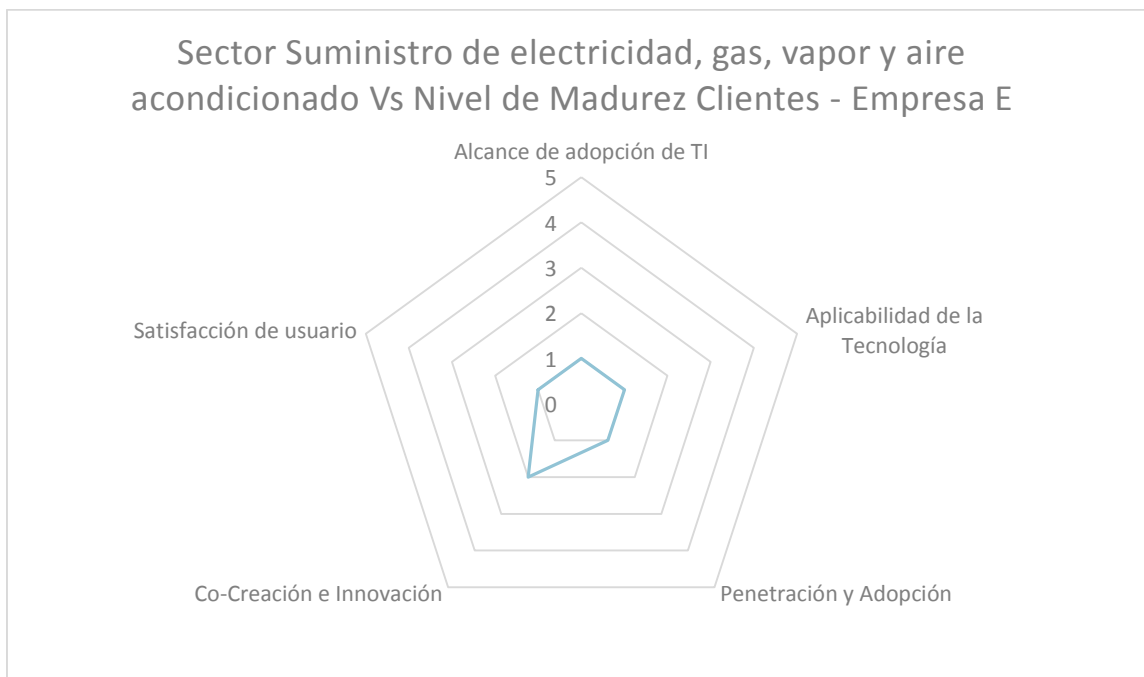 Sector Suministro de electricidad, gas, vapor y aire
acondicionado Vs Nivel de Madurez Clientes - Empresa E
Alcance de adopción de TI
5
4
3
2
1
0
Aplicabilidad de la
Tecnología
Satisfacción de usuario
Co-Creación e Innovación
Penetración y Adopción